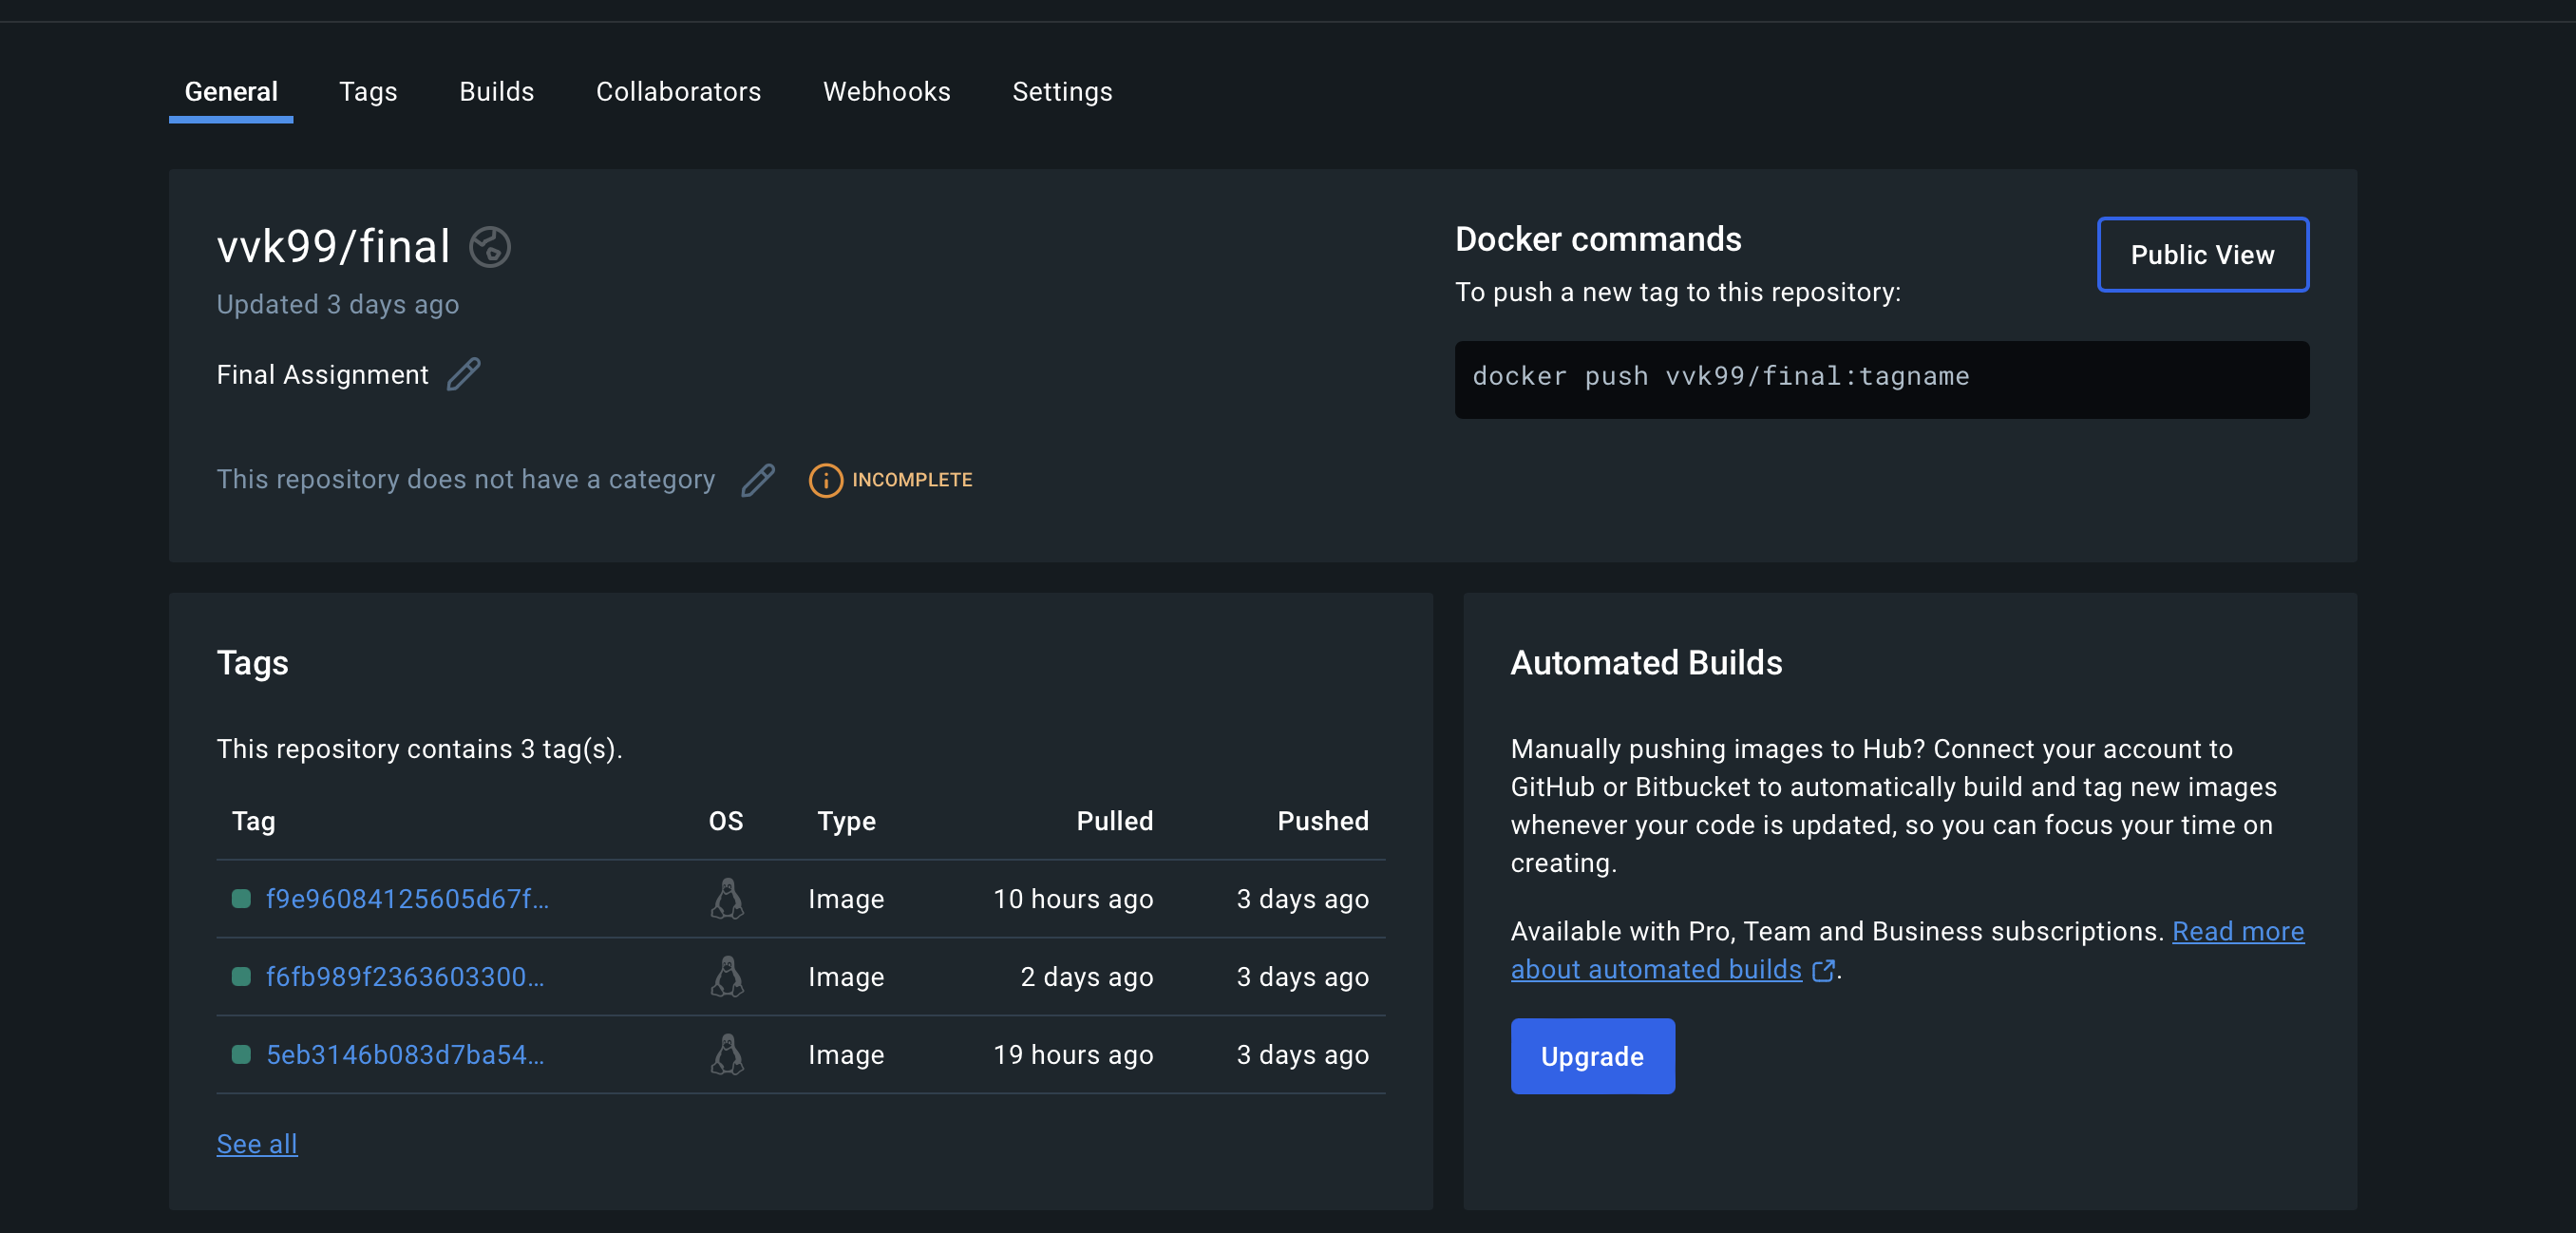 General Tags Builds Collaborators Webhooks Settings
vvk99/final
Updated 3 days ago
Final Assignment
This repository does not have a category INCOMPLETE
Docker commands
Public View
To push a new tag to this repository:
docker push vvk99/final:tagname
Tags
This repository contains 3 tag(s).
Tag OS Type Pulled Pushed
f9e96084125605d67f... Image 10 hours ago 3 days ago
f6fb989f2363603300... Image 2 days ago 3 days ago
5eb3146b083d7ba54... Image 19 hours ago 3 days ago
See all
Automated Builds
Manually pushing images to Hub? Connect your account to
GitHub or Bitbucket to automatically build and tag new images
whenever your code is updated, so you can focus your time on
creating.
Available with Pro, Team and Business subscriptions. Read more
about automated builds.
Upgrade